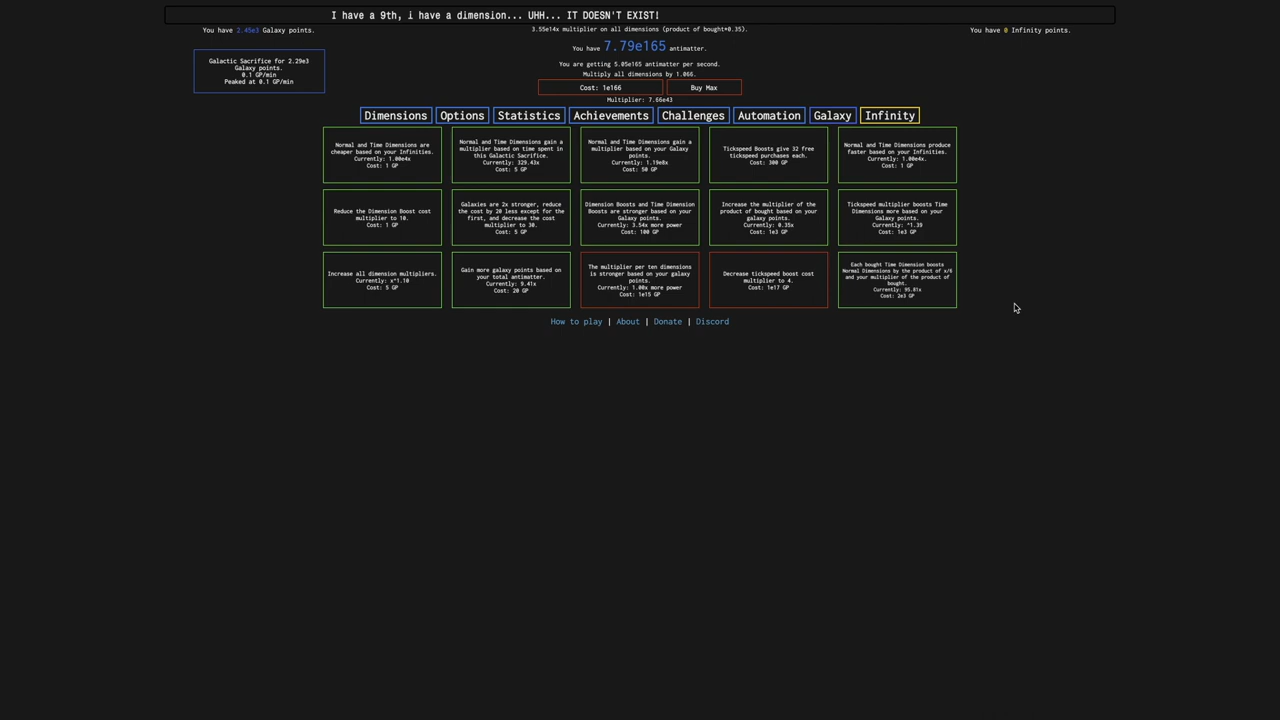 I have a 9th, i have a dimension... UHH... IT DOESN'T EXIST!
You have 2.45e3 Galaxy points.
3.55e14x multiplier on all dimensions (product of bought*0.35).
You have 0 Infinity points.
You have 7.79e165 antimatter.
Galactic Sacrifice for 2.29e3
Galaxy points.
0.1 GP/min
Peaked at 0.1 GP/min
You are getting 5.05e165 antimatter per second.
Multiply all dimensions by 1.066.
Cost: 1e166
Buy Max
Multiplier: 7.66e43
Dimensions
Options
Statistics
Achievements
Challenges
Automation
Galaxy
Infinity
Normal and Time Dimensions are
cheaper based on your Infinities.
Currently: 1.00e4x
Cost: 1 GP
Normal and Time Dimensions gain a
multiplier based on time spent in
this Galactic Sacrifice.
Currently: 329.43x
Cost: 5 GP
Normal and Time Dimensions gain a
multiplier based on your Galaxy
points.
Currently: 1.19e8x
Cost: 50 GP
Tickspeed Boosts give 32 free
tickspeed purchases each.
Cost: 300 GP
Normal and Time Dimensions produce
faster based on your Infinities.
Currently: 1.00e4x.
Cost: 1 GP
Reduce the Dimension Boost cost
multiplier to 10.
Cost: 1 GP
Galaxies are 2x stronger, reduce
the cost by 20 less except for the
first, and decrease the cost
multiplier to 30.
Cost: 5 GP
Dimension Boosts and Time Dimension
Boosts are stronger based on your
Galaxy points.
Currently: 3.54x more power
Cost: 100 GP
Increase the multiplier of the
product of bought based on your
galaxy points.
Currently: 0.35x
Cost: 1e3 GP
Tickspeed multiplier boosts Time
Dimensions more based on your
Galaxy points.
Currently: ^1.39
Cost: 1e3 GP
Increase all dimension multipliers.
Currently: x^1.10
Cost: 5 GP
Gain more galaxy points based on
your total antimatter.
Currently: 9.41x
Cost: 20 GP
The multiplier per ten dimensions
is stronger based on your galaxy
points.
Currently: 1.00x more power
Cost: 1e15 GP
Decrease tickspeed boost cost
multiplier to 4.
Cost: 1e17 GP
Each bought Time Dimension boosts
Normal Dimensions by the product of x/6
and your multiplier of the product of
bought.
Currently: 95.81x
Cost: 2e3 GP
How to play | About | Donate | Discord